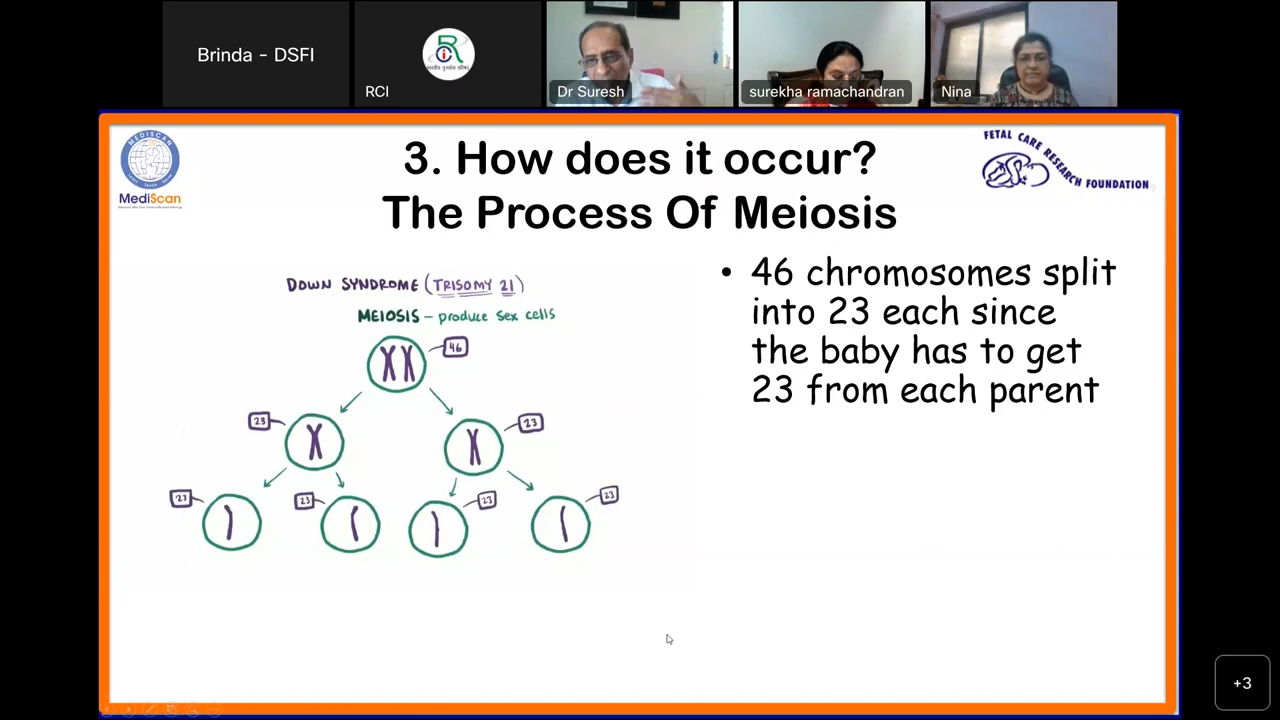 Brinda - DSFI
RCI
Dr Suresh
surekha ramachandran
Nina
MEDISCAN
MediScan
3. How does it occur?
The Process Of Meiosis
FETAL CARE RESEARCH FOUNDATION
DOWN SYNDROME (TRISOMY 21)
MEIOSIS - produce sex cells
46
23
23
23
23
23
23
• 46 chromosomes split
into 23 each since
the baby has to get
23 from each parent
+3